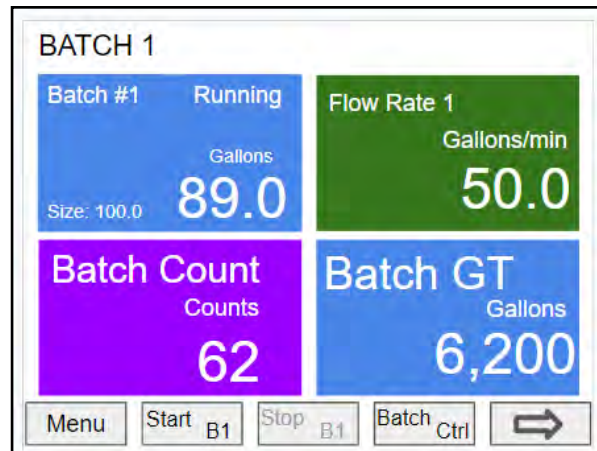 BATCH 1
Batch #1 Running
Gallons
Size: 100.0 89.0
Flow Rate 1
Gallons/min
50.0
Batch Count
Counts
62
Batch GT
Gallons
6,200
Menu
Start B1
Stop B1
Batch Ctrl